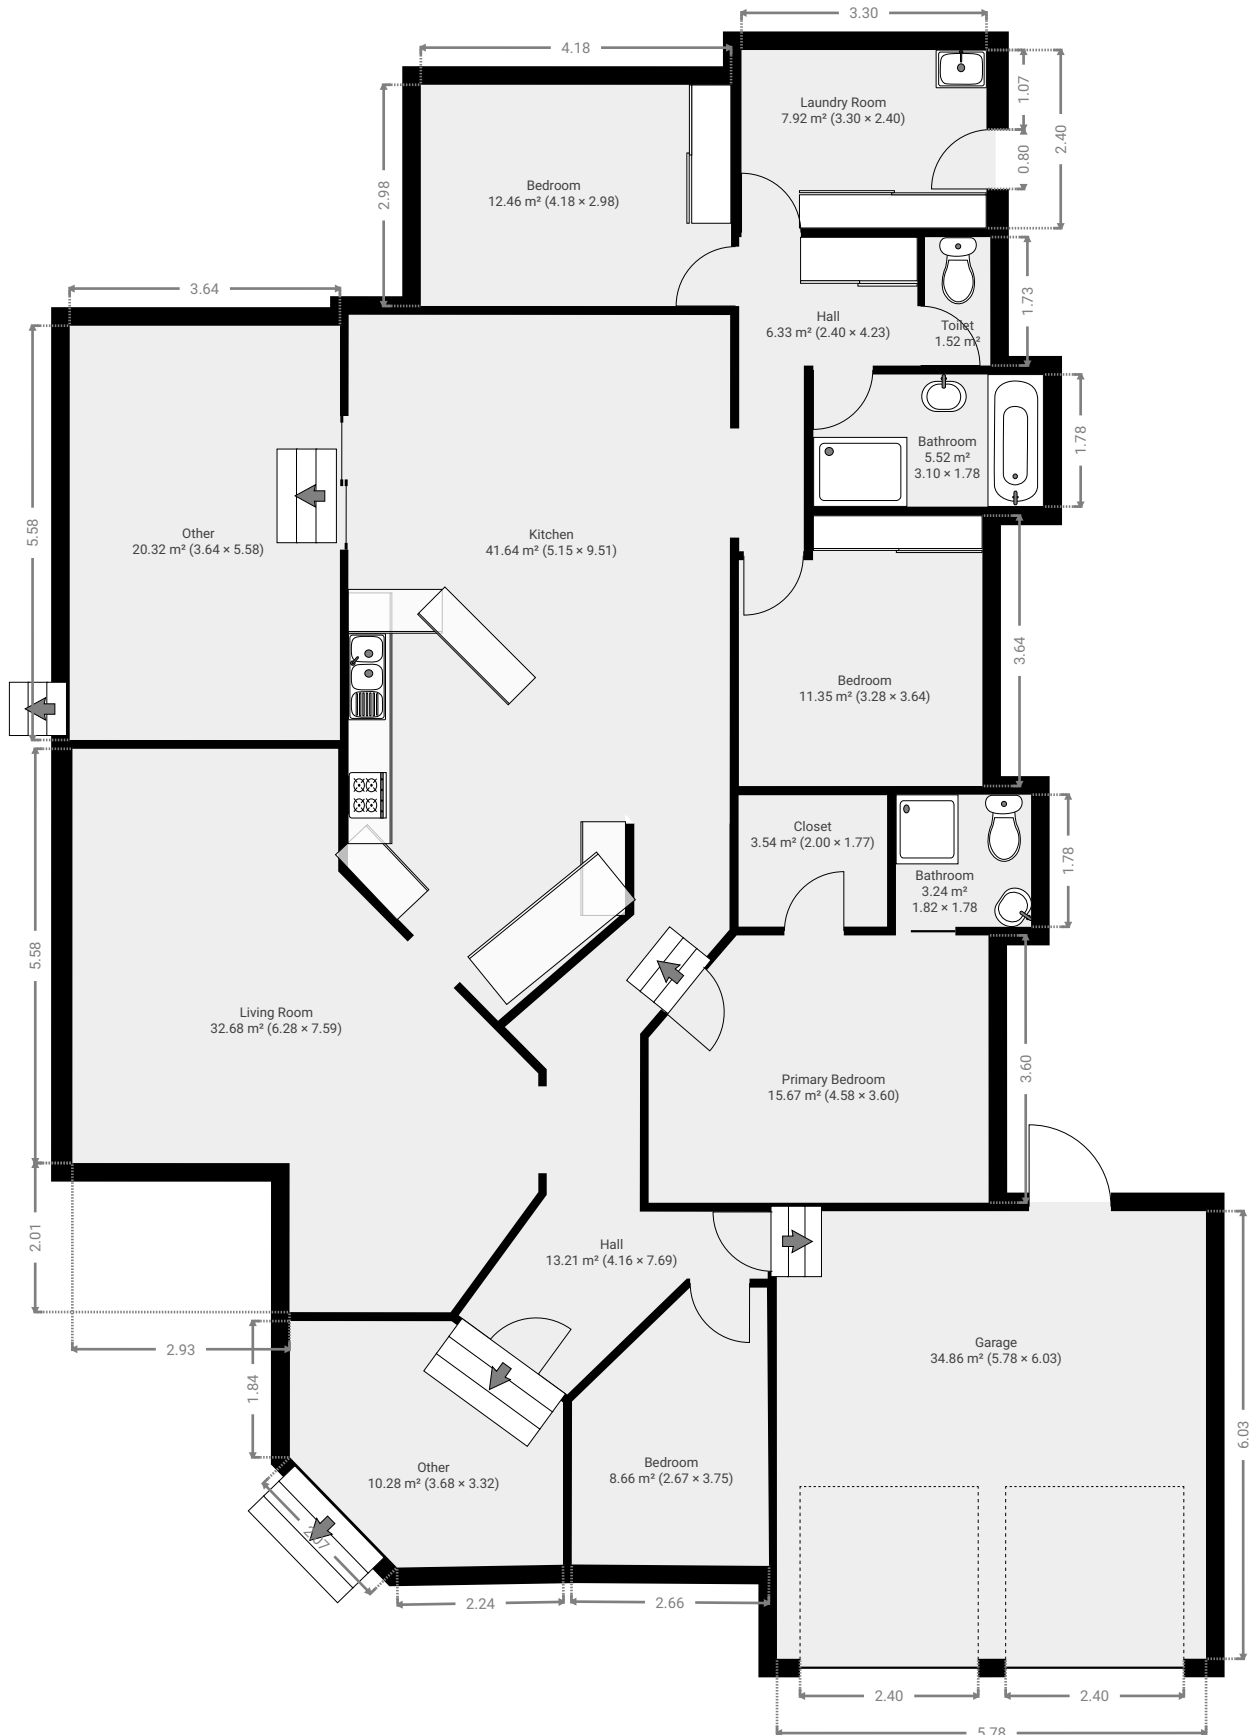 3.30
4.18
1.07
2.40
0.80
Laundry Room
7.92 m² (3.30 × 2.40)
2.98
Bedroom
12.46 m² (4.18 × 2.98)
3.64
1.73
Hall
6.33 m² (2.40 × 4.23)
Toilet
1.52 m²
5.58
1.78
Bathroom
5.52 m²
3.10 × 1.78
Other
20.32 m² (3.64 × 5.58)
Kitchen
41.64 m² (5.15 × 9.51)
3.64
Bedroom
11.35 m² (3.28 × 3.64)
Closet
3.54 m² (2.00 × 1.77)
1.78
Bathroom
3.24 m²
1.82 × 1.78
5.58
Living Room
32.68 m² (6.28 × 7.59)
3.60
Primary Bedroom
15.67 m² (4.58 × 3.60)
2.01
Hall
13.21 m² (4.16 × 7.69)
2.93
1.84
Garage
34.86 m² (5.78 × 6.03)
6.03
Other
10.28 m² (3.68 × 3.32)
Bedroom
8.66 m² (2.67 × 3.75)
2.07
2.24
2.66
2.40
2.40
5.78